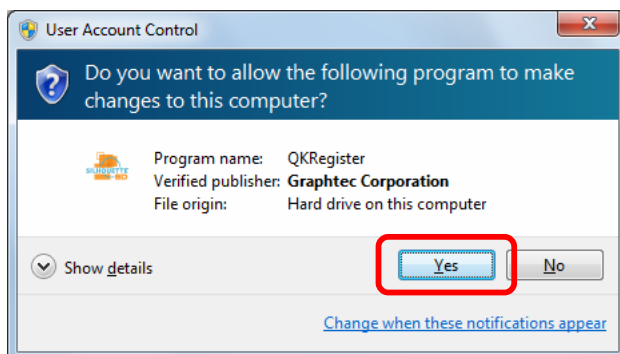 User Account Control
Do you want to allow the following program to make
changes to this computer?
SILHOUETTE
Program name: QKRegister
Verified publisher: Graphtec Corporation
File origin: Hard drive on this computer
Show details
Yes
No
Change when these notifications appear